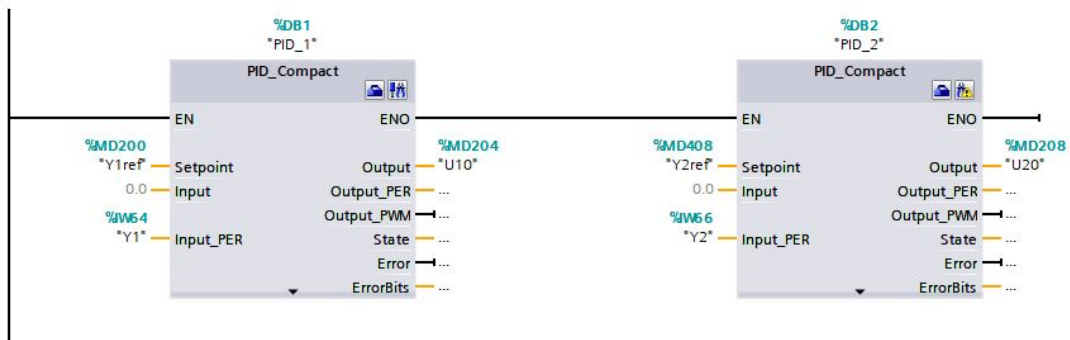 %DB1
"PID_1"
PID_Compact
EN
ENO
%MD200
"Y1ref"
Setpoint
0.0
Input
%IW64
"Y1"
Input_PER
%MD204
"U10"
Output
Output_PER
...
Output_PWM
...
State
...
Error
...
ErrorBits
...
%DB2
"PID_2"
PID_Compact
EN
ENO
%MD408
"Y2ref"
Setpoint
0.0
Input
%IW66
"Y2"
Input_PER
%MD208
"U20"
Output
Output_PER
...
Output_PWM
...
State
...
Error
...
ErrorBits
...